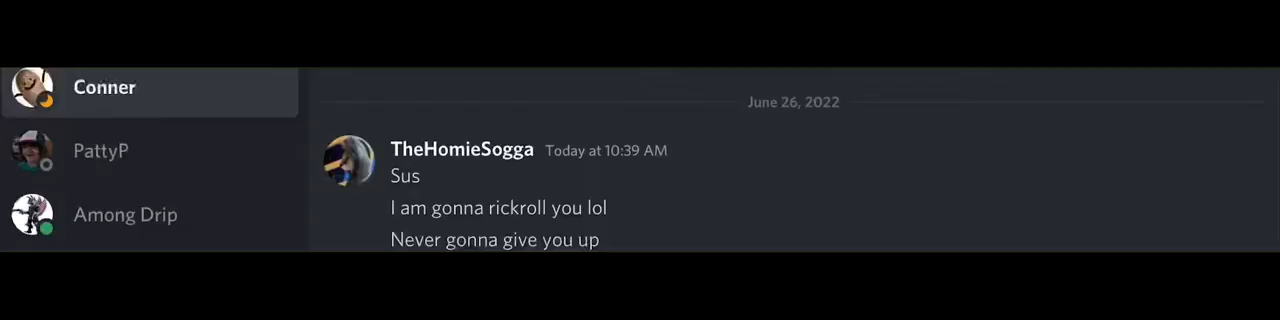 Conner
PattyP
Among Drip
June 26, 2022
TheHomieSogga Today at 10:39 AM
Sus
I am gonna rickroll you lol
Never gonna give you up